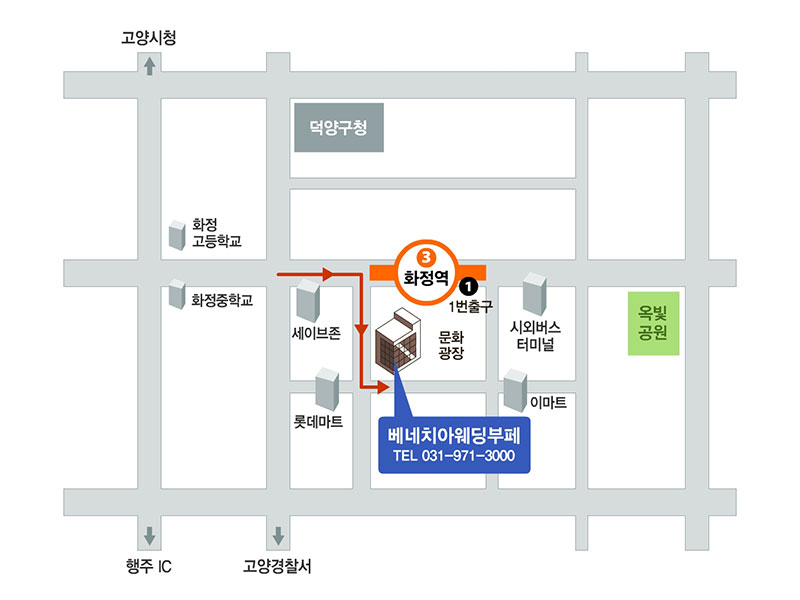 고양시청
덕양구청
화정
고등학교
3
화정역
화정중학교
1
1번출구
세이브존
문화
광장
시외버스
터미널
옥빛
공원
롯데마트
이마트
베네치아웨딩부페
TEL 031-971-3000
행주 IC
고양경찰서